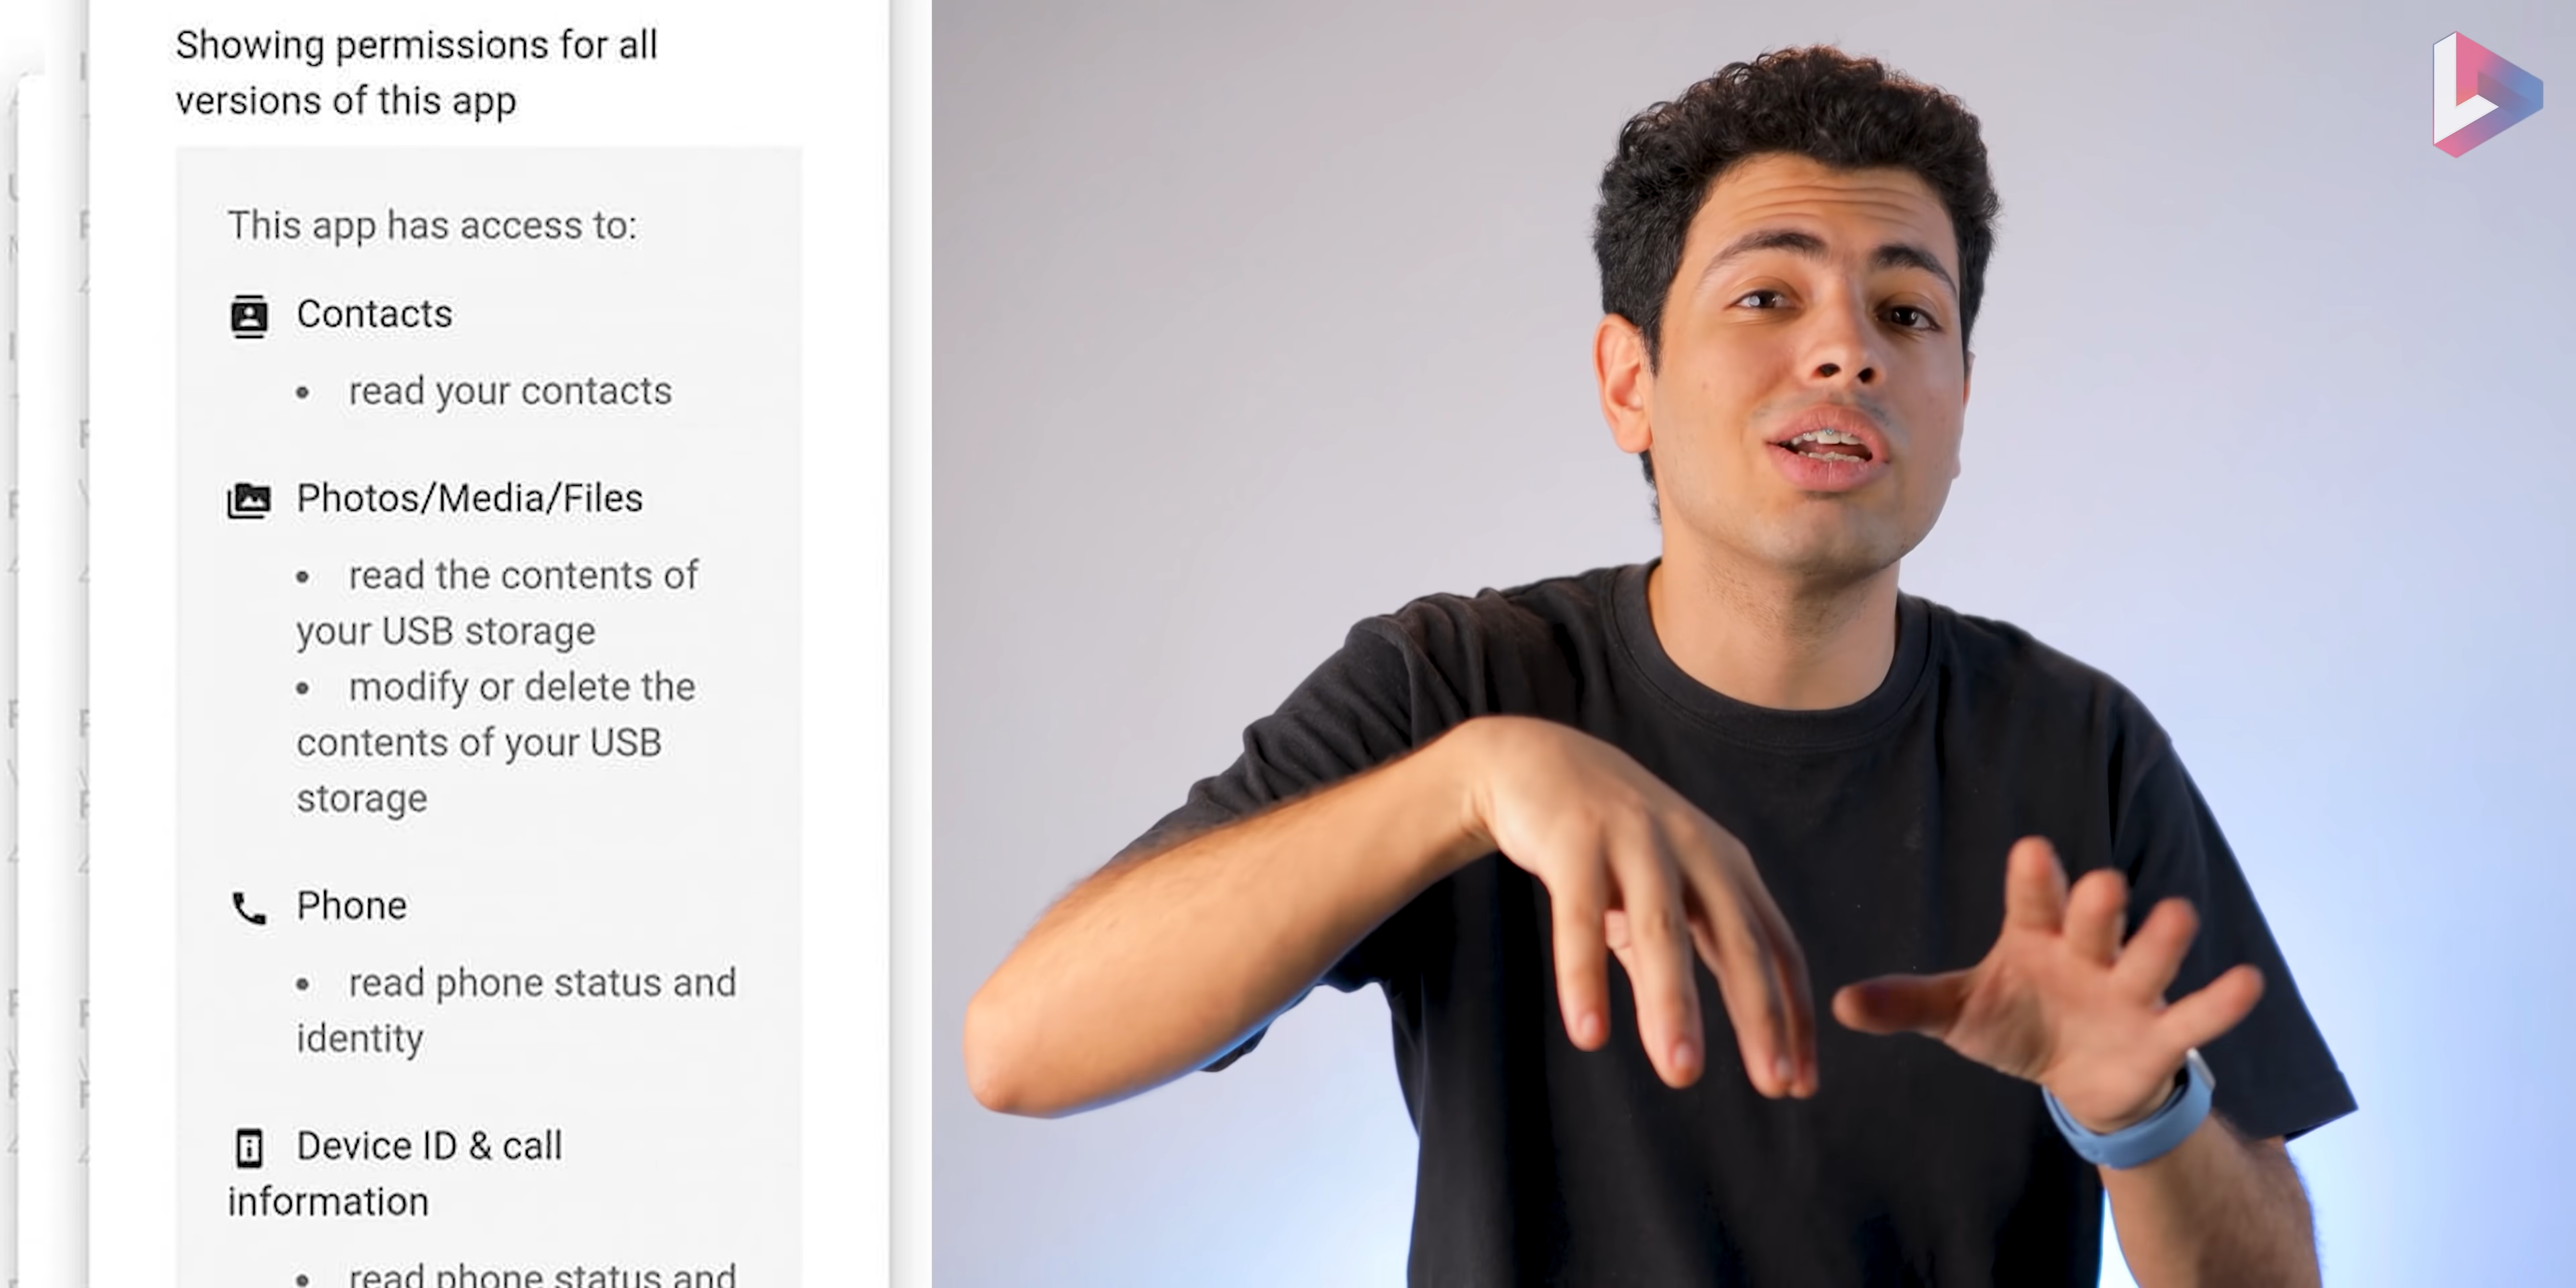 Showing permissions for all
versions of this app
This app has access to:
Contacts
• read your contacts
Photos/Media/Files
• read the contents of
your USB storage
• modify or delete the
contents of your USB
storage
Phone
• read phone status and
identity
Device ID & call
information
• read phone status and